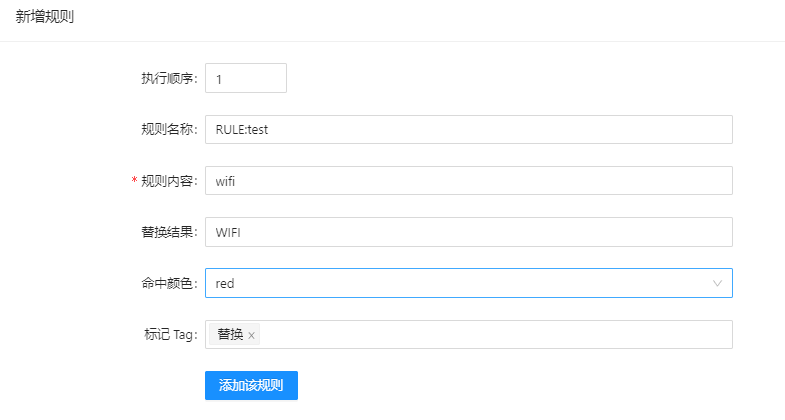 新增规则
执行顺序: 1
规则名称: RULE:test
* 规则内容: wifi
替换结果: WIFI
命中颜色: red
标记 Tag: 替换 ×
添加该规则